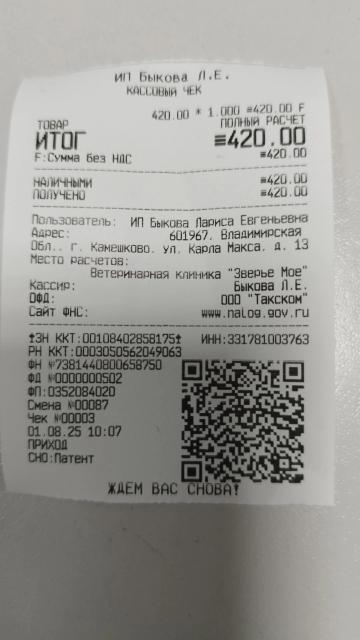 ИП Быкова Л.Е.
КАССОВЫЙ ЧЕК
420.00 * 1.000 ≡420.00 F
ТОВАР ПОЛНЫЙ РАСЧЕТ
ИТОГ ≡420.00
F:Сумма без НДС ≡420.00
НАЛИЧНЫМИ ≡420.00
ПОЛУЧЕНО ≡420.00
Пользователь: ИП Быкова Лариса Евгеньевна
Адрес: 601967, Владимирская
Обл., г. Камешково, ул. Карла Макса, д. 13
Место расчетов:
Ветеринарная клиника "Зверье Мое"
Кассир: Быкова Л.Е.
ОФД: ООО "Такском"
Сайт ФНС: www.nalog.gov.ru
ЗН ККТ:00108402858175 ИНН:331781003763
РН ККТ:0003050562049063
ФН №7381440800658750
ФД №0000000502
ФП:0352084020
Смена №00087
Чек №00003
01.08.25 10:07
ПРИХОД
СНО:Патент
ЖДЕМ ВАС СНОВА!